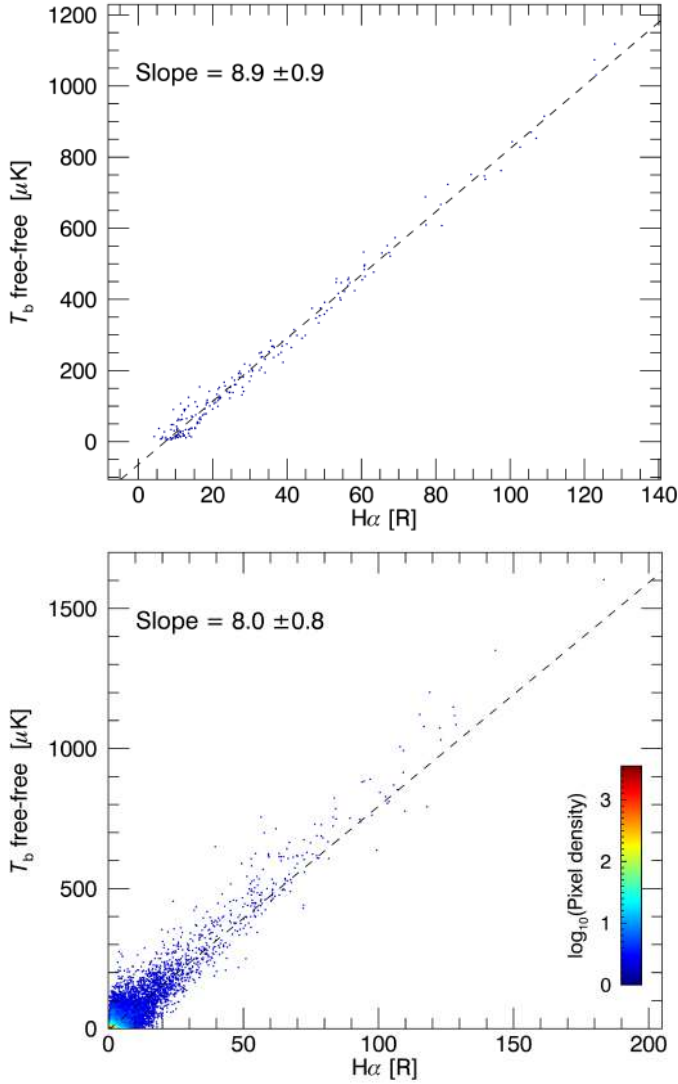 1200
1000
800
600
400
200
0
Slope = 8.9 ±0.9
T_b free-free [μK]
0 20 40 60 80 100 120 140
Hα [R]
1500
1000
500
0
Slope = 8.0 ±0.8
T_b free-free [μK]
3
2
1
0
log₁₀(Pixel density)
0 50 100 150 200
Hα [R]